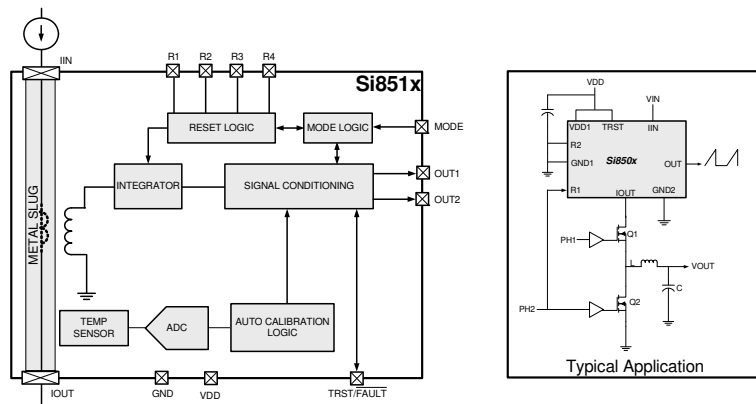 IIN
R1 R2 R3 R4
Si851x
RESET LOGIC
MODE LOGIC
MODE
INTEGRATOR
SIGNAL CONDITIONING
OUT1
OUT2
METAL SLUG
TEMP
SENSOR
ADC
AUTO CALIBRATION
LOGIC
IOUT
GND
VDD
TRST/FAULT
VDD
VIN
VDD1 TRST IIN
R2
GND1
Si850x
OUT
R1
IOUT
GND2
PH1
Q1
L
VOUT
C
PH2
Q2
Typical Application